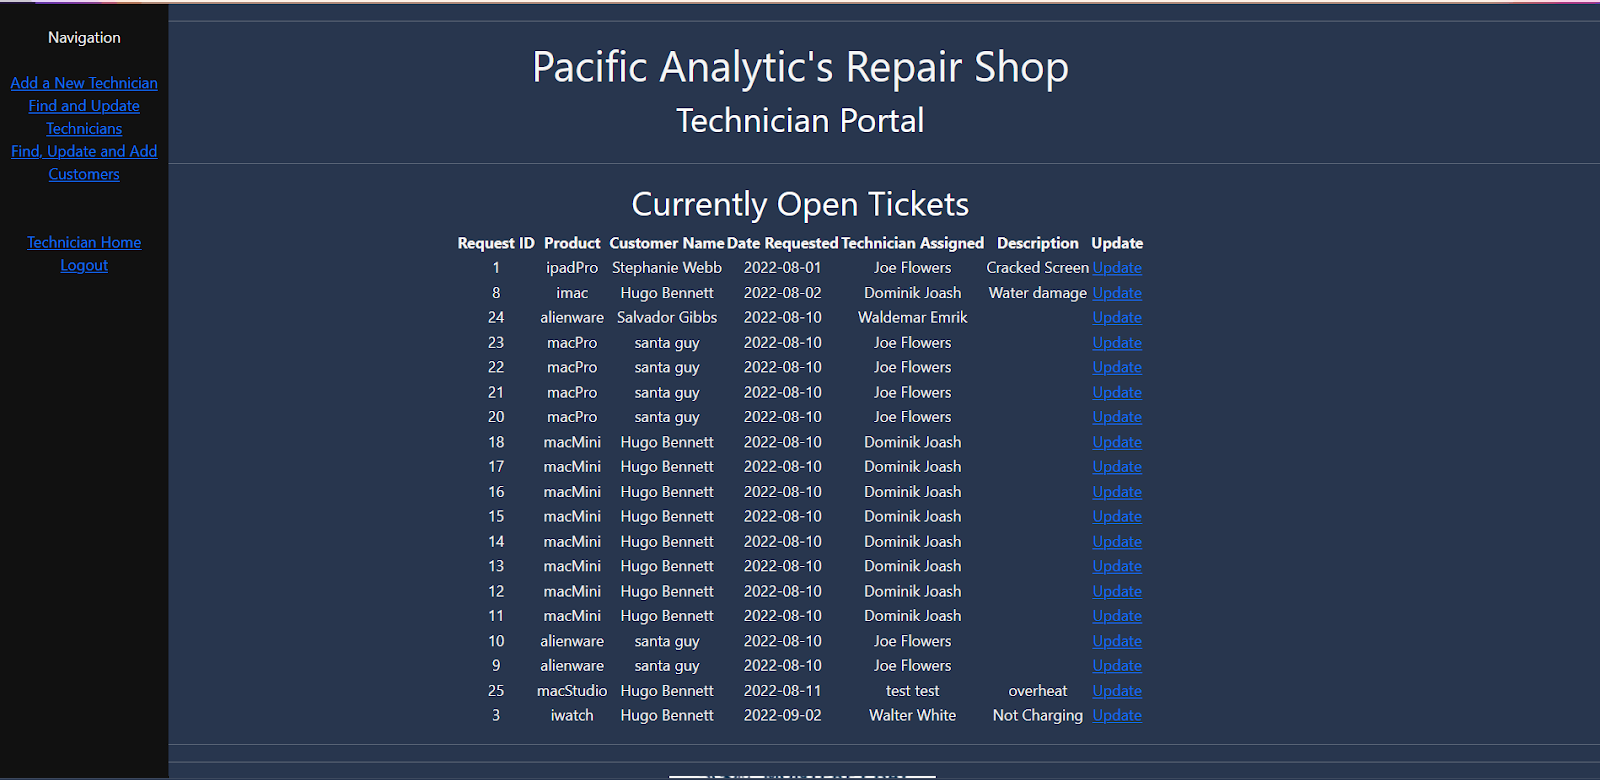 Navigation
Add a New Technician
Find and Update
Technicians
Find, Update and Add
Customers
Technician Home
Logout
Pacific Analytic's Repair Shop
Technician Portal
Currently Open Tickets
Request ID Product Customer Name Date Requested Technician Assigned Description Update
1 ipadPro Stephanie Webb 2022-08-01 Joe Flowers Cracked Screen Update
8 imac Hugo Bennett 2022-08-02 Dominik Joash Water damage Update
24 alienware Salvador Gibbs 2022-08-10 Waldemar Emrik Update
23 macPro santa guy 2022-08-10 Joe Flowers Update
22 macPro santa guy 2022-08-10 Joe Flowers Update
21 macPro santa guy 2022-08-10 Joe Flowers Update
20 macPro santa guy 2022-08-10 Joe Flowers Update
18 macMini Hugo Bennett 2022-08-10 Dominik Joash Update
17 macMini Hugo Bennett 2022-08-10 Dominik Joash Update
16 macMini Hugo Bennett 2022-08-10 Dominik Joash Update
15 macMini Hugo Bennett 2022-08-10 Dominik Joash Update
14 macMini Hugo Bennett 2022-08-10 Dominik Joash Update
13 macMini Hugo Bennett 2022-08-10 Dominik Joash Update
12 macMini Hugo Bennett 2022-08-10 Dominik Joash Update
11 macMini Hugo Bennett 2022-08-10 Dominik Joash Update
10 alienware santa guy 2022-08-10 Joe Flowers Update
9 alienware santa guy 2022-08-10 Joe Flowers Update
25 macStudio Hugo Bennett 2022-08-11 test test overheat Update
3 iwatch Hugo Bennett 2022-09-02 Walter White Not Charging Update